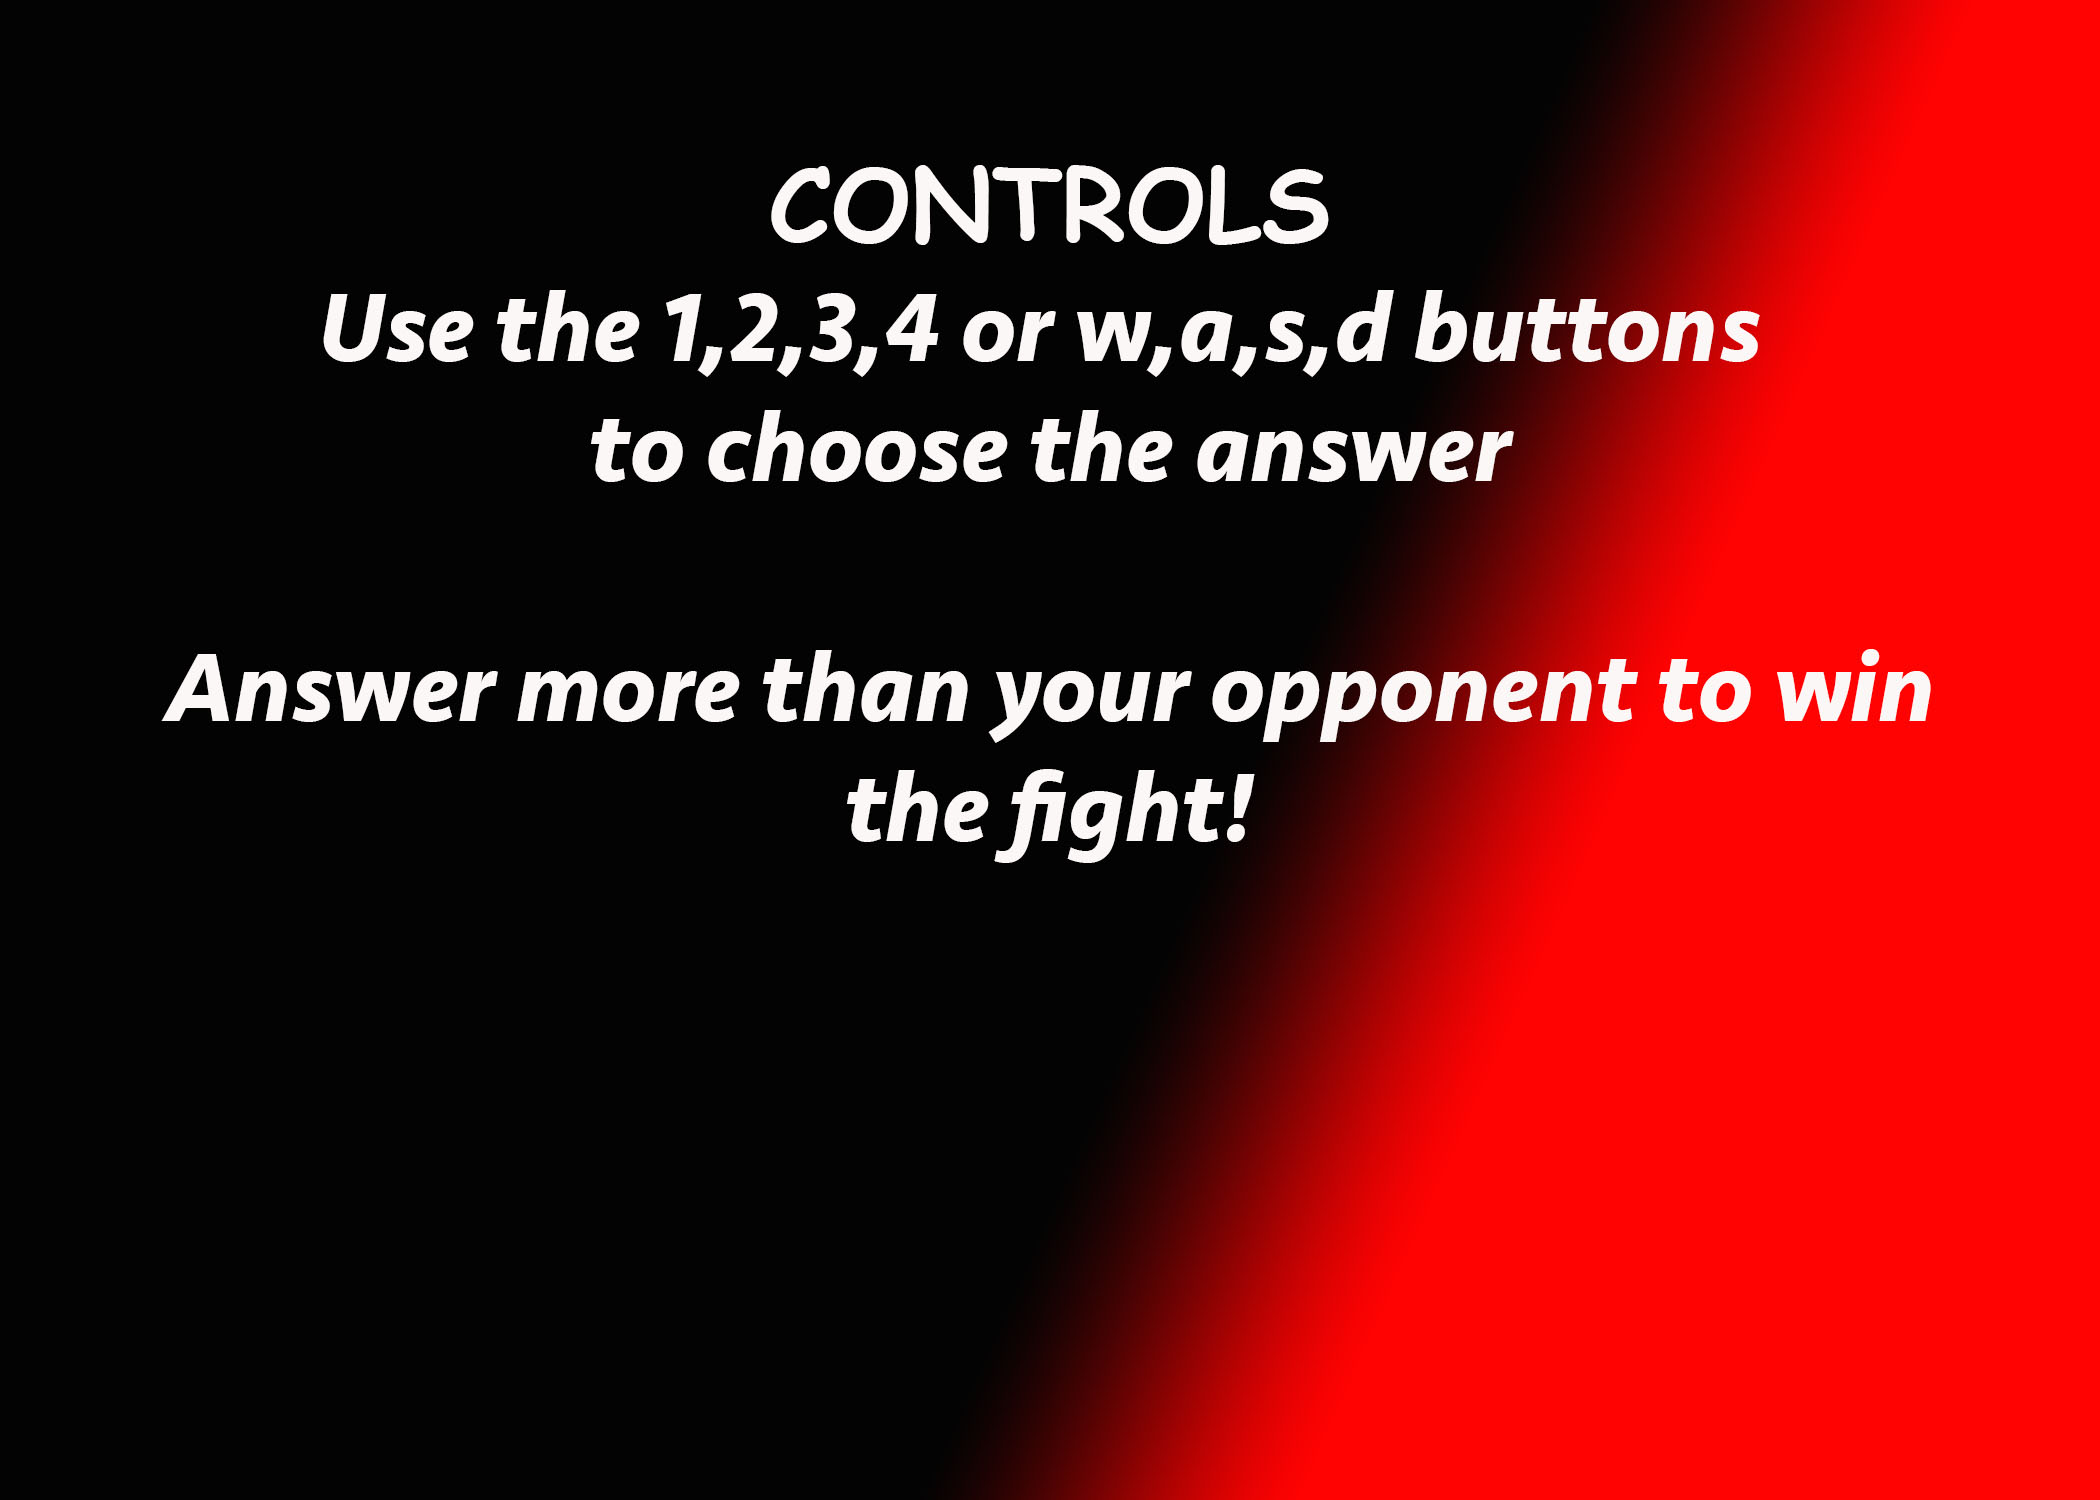 CONTROLS
Use the 1,2,3,4 or w,a,s,d buttons
to choose the answer
Answer more than your opponent to win
the fight!